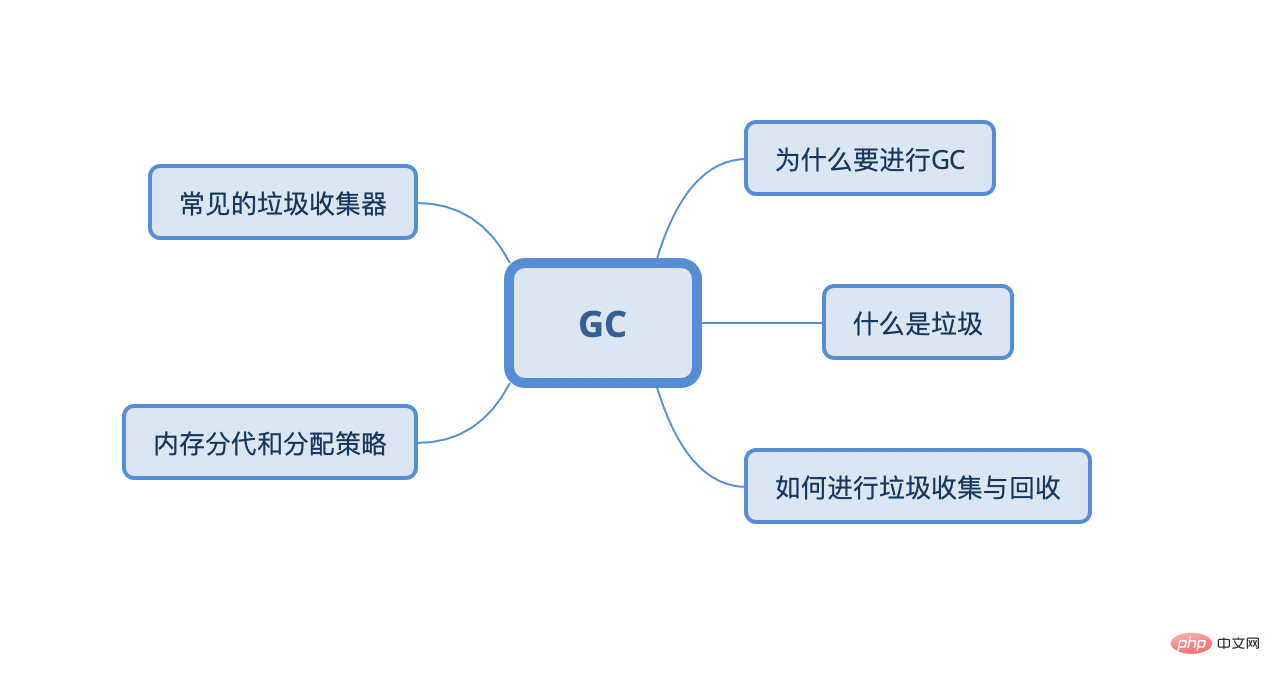 为什么要进行GC
常见的垃圾收集器
GC
什么是垃圾
内存分代和分配策略
如何进行垃圾收集与回收
php 中文网